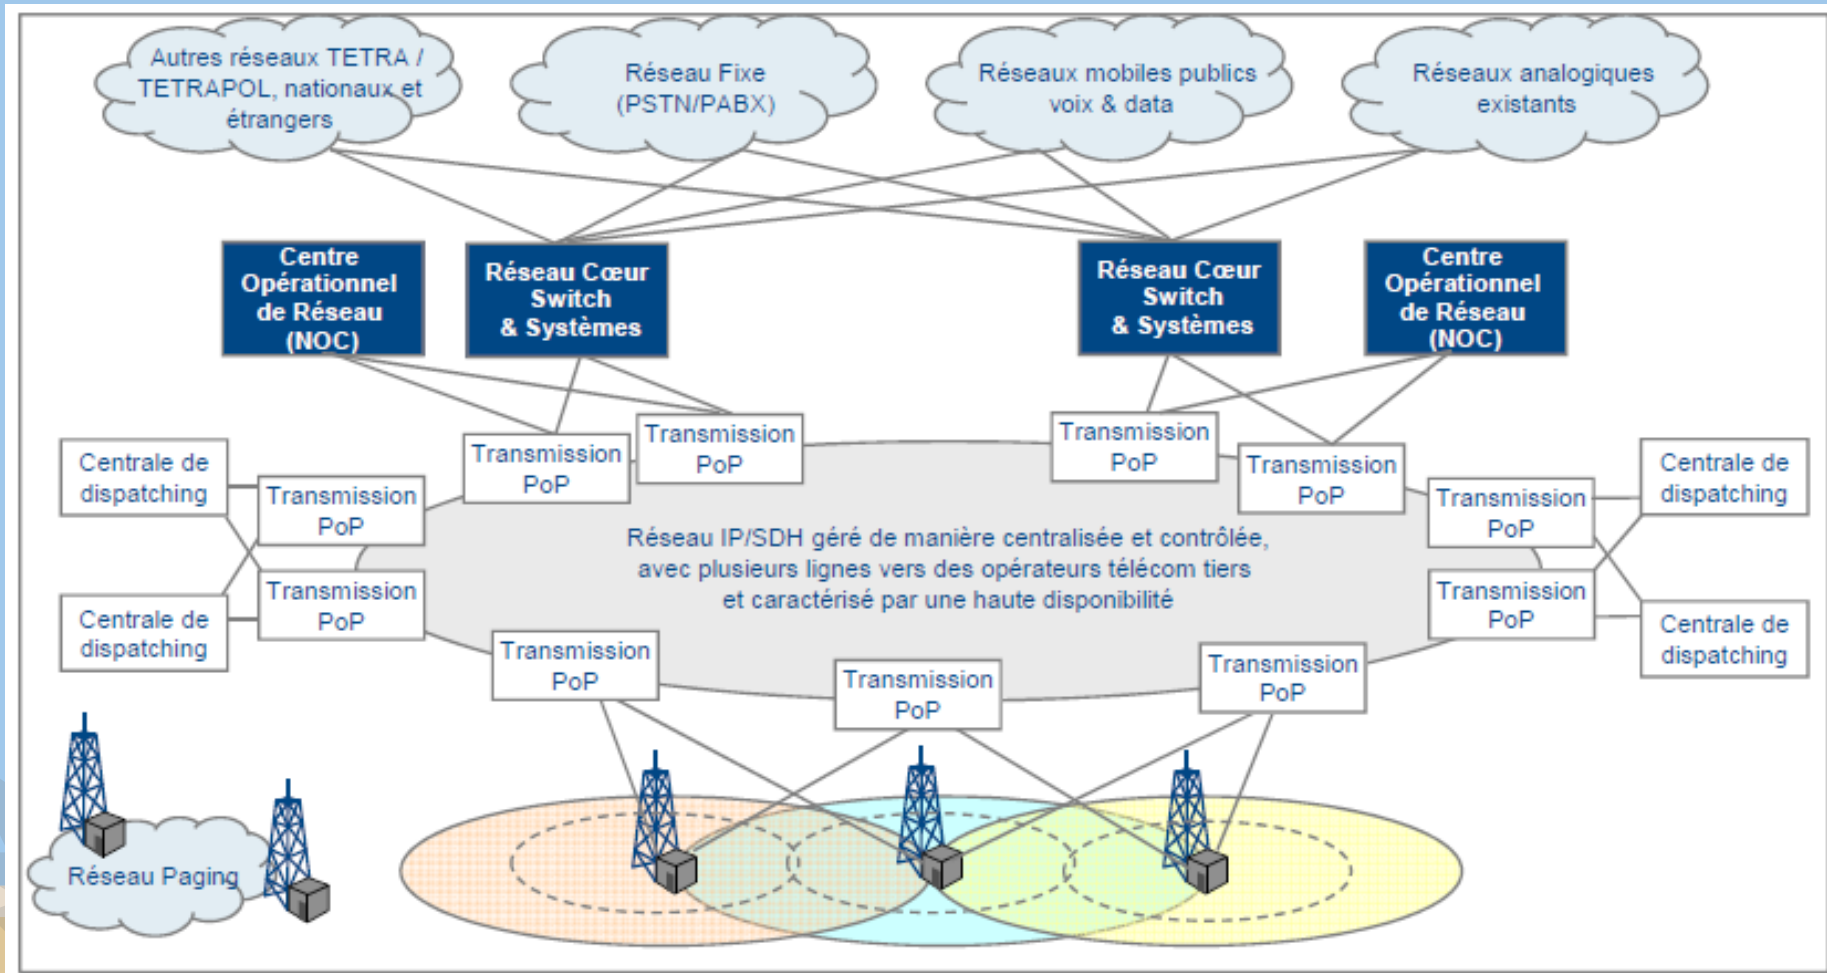 Autres réseaux TETRA /
TETRAPOL, nationaux et
étrangers
Réseau Fixe
(PSTN/PABX)
Réseaux mobiles publics
voix & data
Réseaux analogiques
existants
Centre
Opérationnel
de Réseau
(NOC)
Réseau Cœur
Switch
& Systèmes
Réseau Cœur
Switch
& Systèmes
Centre
Opérationnel
de Réseau
(NOC)
Transmission
PoP
Transmission
PoP
Transmission
PoP
Transmission
PoP
Centrale de
dispatching
Transmission
PoP
Transmission
PoP
Centrale de
dispatching
Réseau IP/SDH géré de manière centralisée et contrôlée,
avec plusieurs lignes vers des opérateurs télécom tiers
et caractérisé par une haute disponibilité
Centrale de
dispatching
Transmission
PoP
Transmission
PoP
Centrale de
dispatching
Transmission
PoP
Transmission
PoP
Transmission
PoP
Réseau Paging